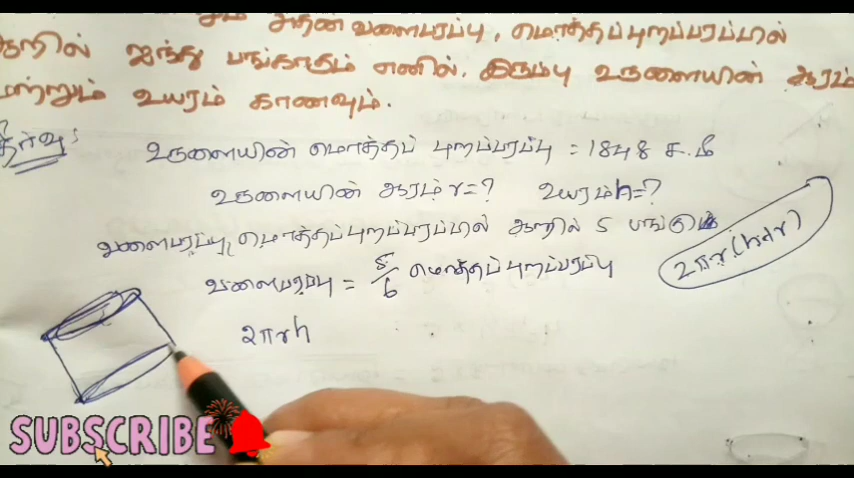 அதன் வளைபரப்பு, மொத்தப்புறப்பரப்பில்
ஆறில் ஐந்து பங்காகும் எனில், இரும்பு உருளையின் ஆரம்
மற்றும் உயரம் காணவும்.
தீர்வு:
உருளையின் மொத்தப் புறப்பரப்பு = 1848 ச.மீ
உருளையின் ஆரம் r=? உயரம் h=?
வளைபரப்பு, மொத்தப்புறப்பரப்பில் ஆறில் 5 பங்கு
வளைபரப்பு = 5/6 மொத்தப்புறப்பரப்பு
2πr(h+r)
2πrh
SUBSCRIBE